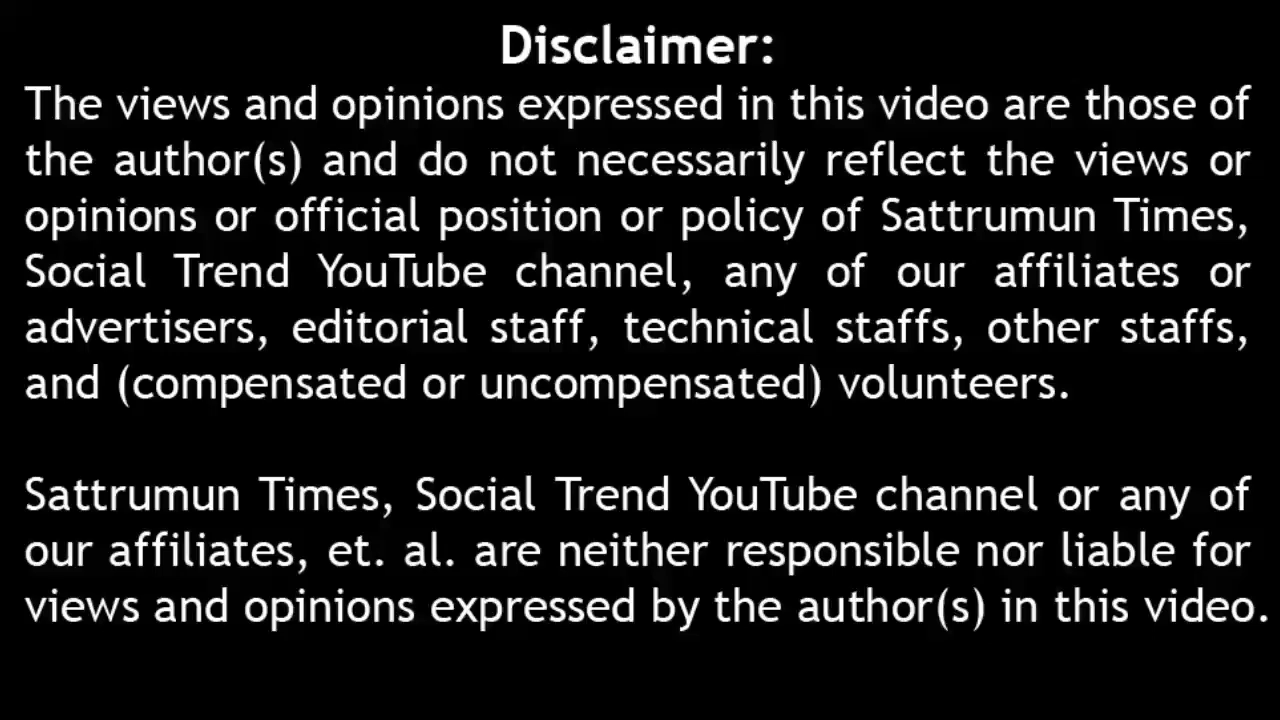 Disclaimer:
The views and opinions expressed in this video are those of
the author(s) and do not necessarily reflect the views or
opinions or official position or policy of Sattrumun Times,
Social Trend YouTube channel, any of our affiliates or
advertisers, editorial staff, technical staffs, other staffs,
and (compensated or uncompensated) volunteers.
Sattrumun Times, Social Trend YouTube channel or any of
our affiliates, et. al. are neither responsible nor liable for
views and opinions expressed by the author(s) in this video.